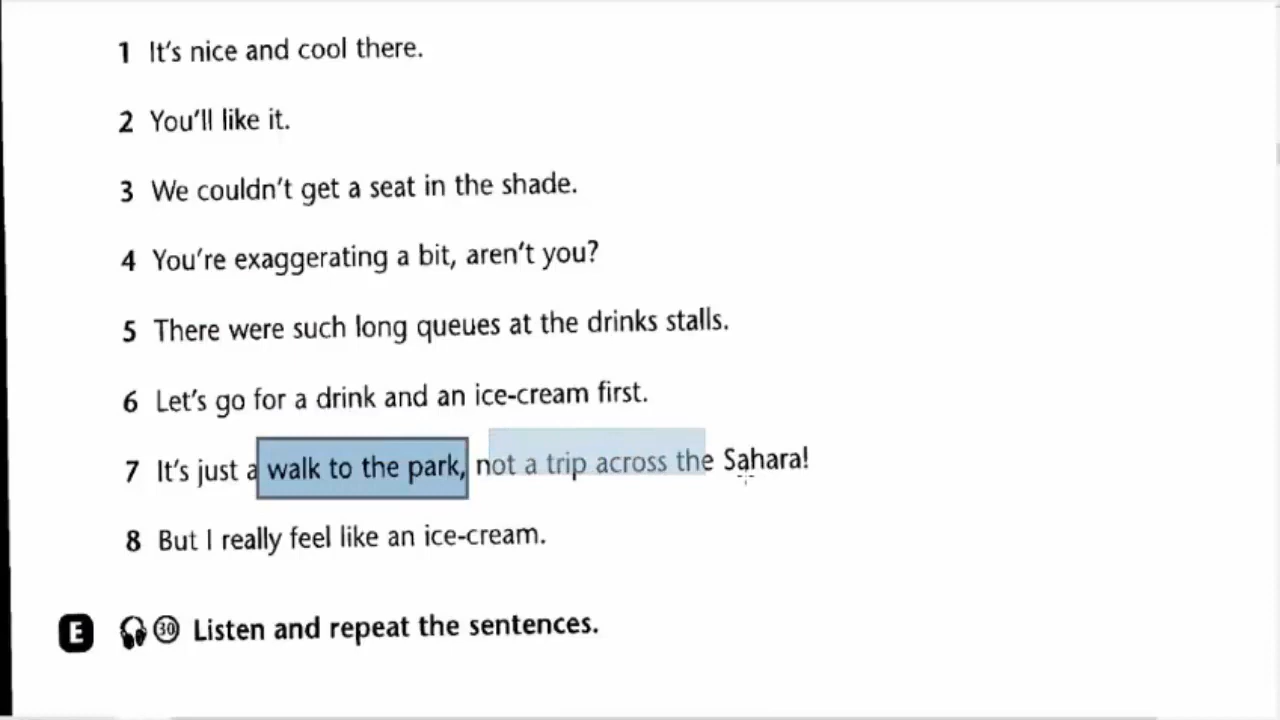 1 It's nice and cool there.
2 You'll like it.
3 We couldn't get a seat in the shade.
4 You're exaggerating a bit, aren't you?
5 There were such long queues at the drinks stalls.
6 Let's go for a drink and an ice-cream first.
7 It's just a walk to the park, not a trip across the Sahara!
8 But I really feel like an ice-cream.
E 30 Listen and repeat the sentences.